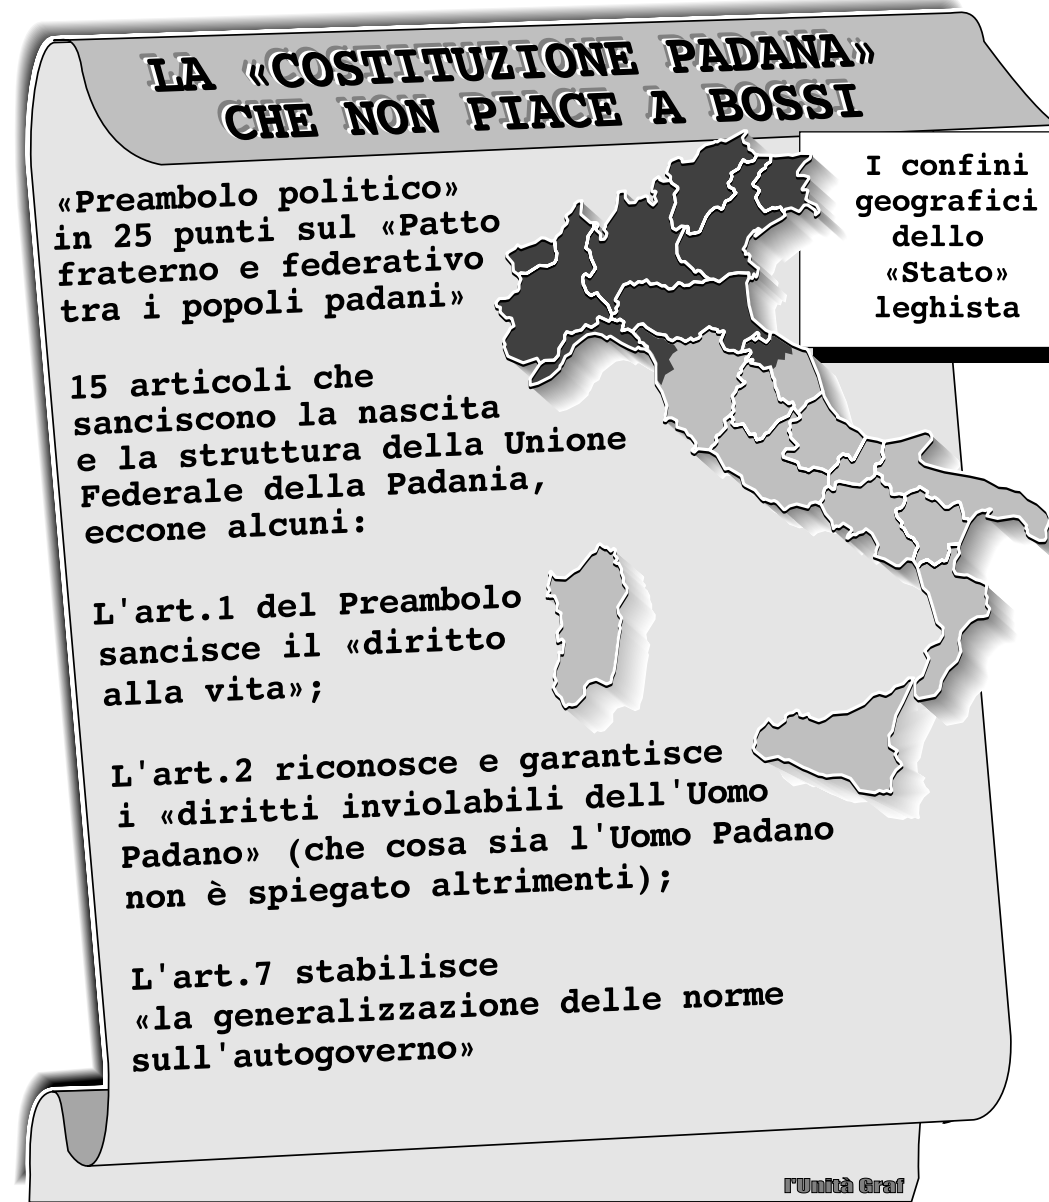 LA «COSTITUZIONE PADANA»
CHE NON PIACE A BOSSI
«Preambolo politico»
in 25 punti sul «Patto
fraterno e federativo
tra i popoli padani»
I confini
geografici
dello
«Stato»
leghista
15 articoli che
sanciscono la nascita
e la struttura della Unione
Federale della Padania,
eccone alcuni:
L'art.1 del Preambolo
sancisce il «diritto
alla vita»;
L'art.2 riconosce e garantisce
i «diritti inviolabili dell'Uomo
Padano» (che cosa sia l'Uomo Padano
non è spiegato altrimenti);
L'art.7 stabilisce
«la generalizzazione delle norme
sull'autogoverno»
l'Unità Graf